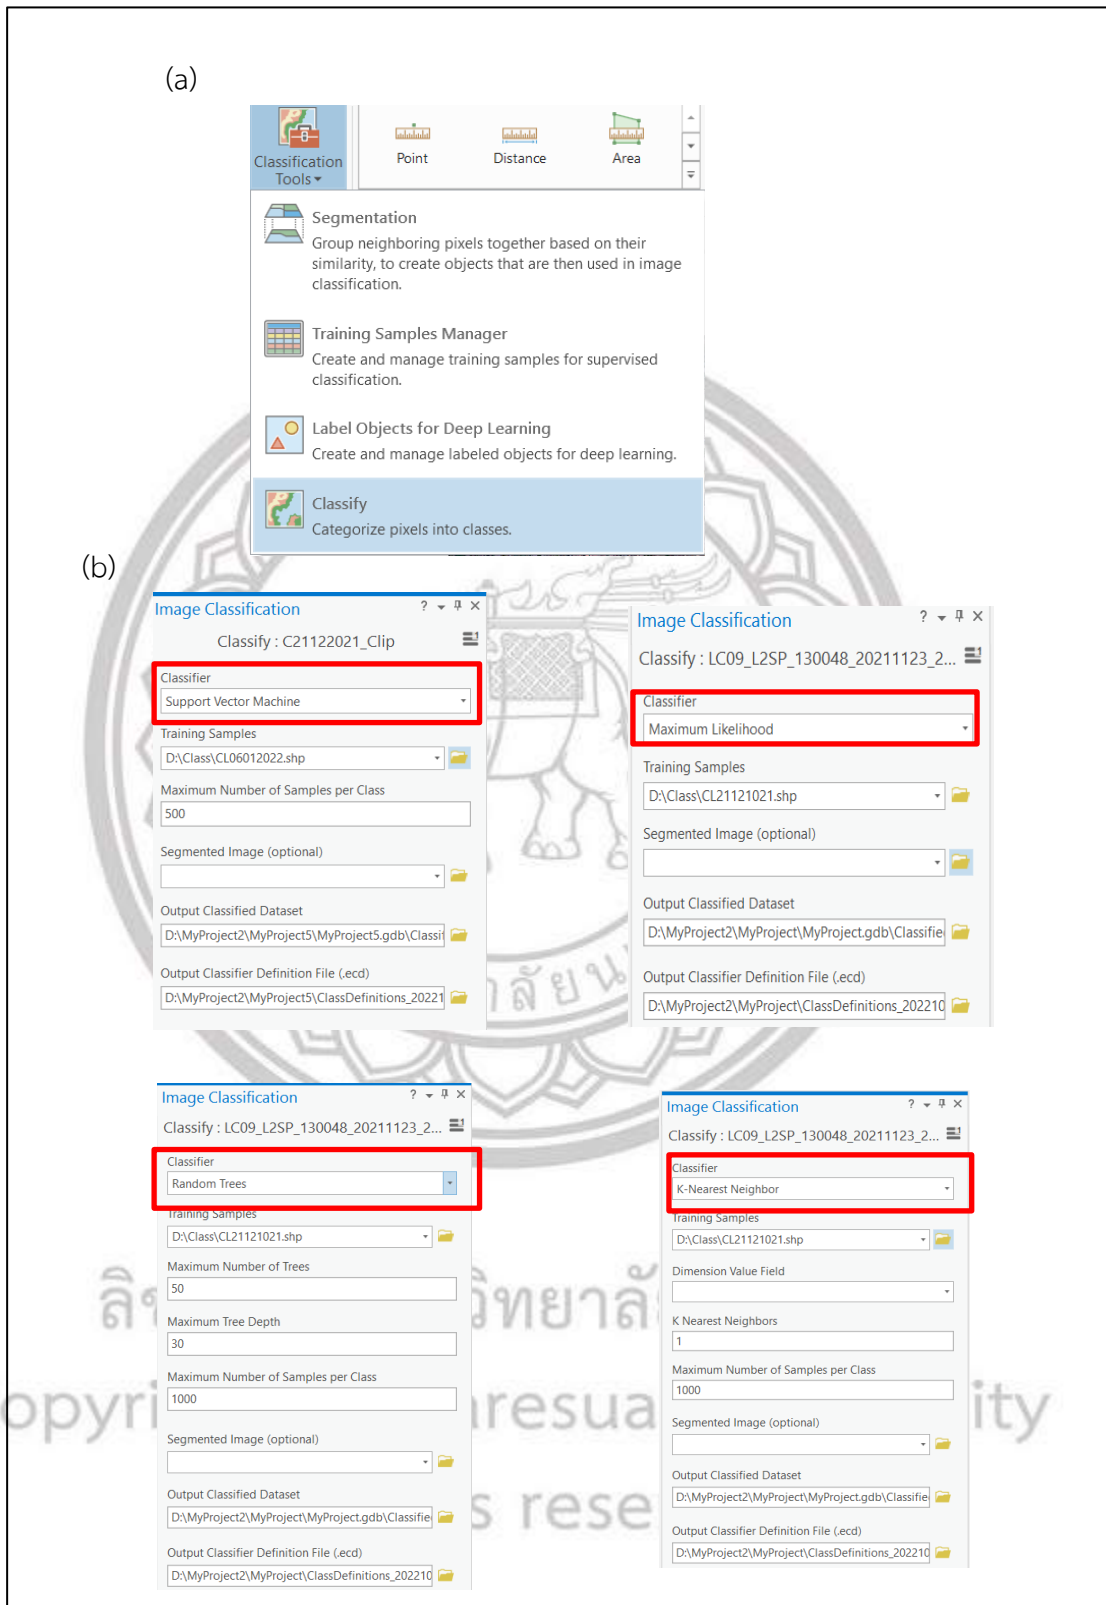 (a)
Classification
Tools
Point
Distance
Area
Segmentation
Group neighboring pixels together based on their
similarity, to create objects that are then used in image
classification.
Training Samples Manager
Create and manage training samples for supervised
classification.
Label Objects for Deep Learning
Create and manage labeled objects for deep learning.
Classify
Categorize pixels into classes.
(b)
Image Classification
Classify : C21122021_Clip
Classifier
Support Vector Machine
Training Samples
D:\Class\CL06012022.shp
Maximum Number of Samples per Class
500
Segmented Image (optional)
Output Classified Dataset
D:\MyProject2\MyProject5\MyProject5.gdb\Classif
Output Classifier Definition File (.ecd)
D:\MyProject2\MyProject5\ClassDefinitions_20221
Image Classification
Classify : LC09_L2SP_130048_20211123_2...
Classifier
Maximum Likelihood
Training Samples
D:\Class\CL21121021.shp
Segmented Image (optional)
Output Classified Dataset
D:\MyProject2\MyProject\MyProject.gdb\Classifie
Output Classifier Definition File (.ecd)
D:\MyProject2\MyProject\ClassDefinitions_202210
Image Classification
Classify : LC09_L2SP_130048_20211123_2...
Classifier
Random Trees
Training Samples
D:\Class\CL21121021.shp
Maximum Number of Trees
50
Maximum Tree Depth
30
Maximum Number of Samples per Class
1000
Segmented Image (optional)
Output Classified Dataset
D:\MyProject2\MyProject\MyProject.gdb\Classifie
Output Classifier Definition File (.ecd)
D:\MyProject2\MyProject\ClassDefinitions_202210
Image Classification
Classify : LC09_L2SP_130048_20211123_2...
Classifier
K-Nearest Neighbor
Training Samples
D:\Class\CL21121021.shp
Dimension Value Field
K Nearest Neighbors
1
Maximum Number of Samples per Class
1000
Segmented Image (optional)
Output Classified Dataset
D:\MyProject2\MyProject\MyProject.gdb\Classifie
Output Classifier Definition File (.ecd)
D:\MyProject2\MyProject\ClassDefinitions_202210